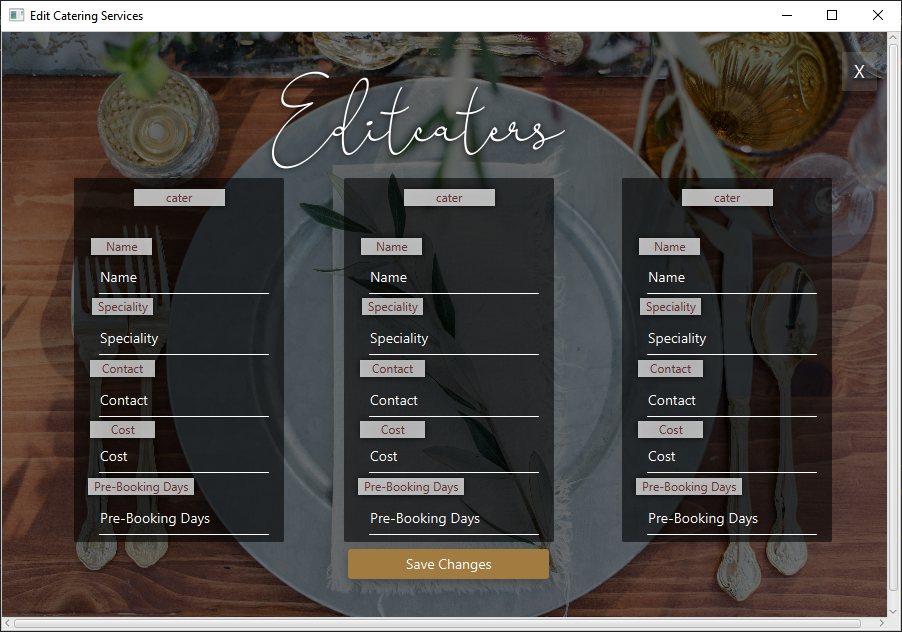 Edit Catering Services
X
Editcaters
cater
Name
Name
Speciality
Speciality
Contact
Contact
Cost
Cost
Pre-Booking Days
Pre-Booking Days
cater
Name
Name
Speciality
Speciality
Contact
Contact
Cost
Cost
Pre-Booking Days
Pre-Booking Days
cater
Name
Name
Speciality
Speciality
Contact
Contact
Cost
Cost
Pre-Booking Days
Pre-Booking Days
Save Changes